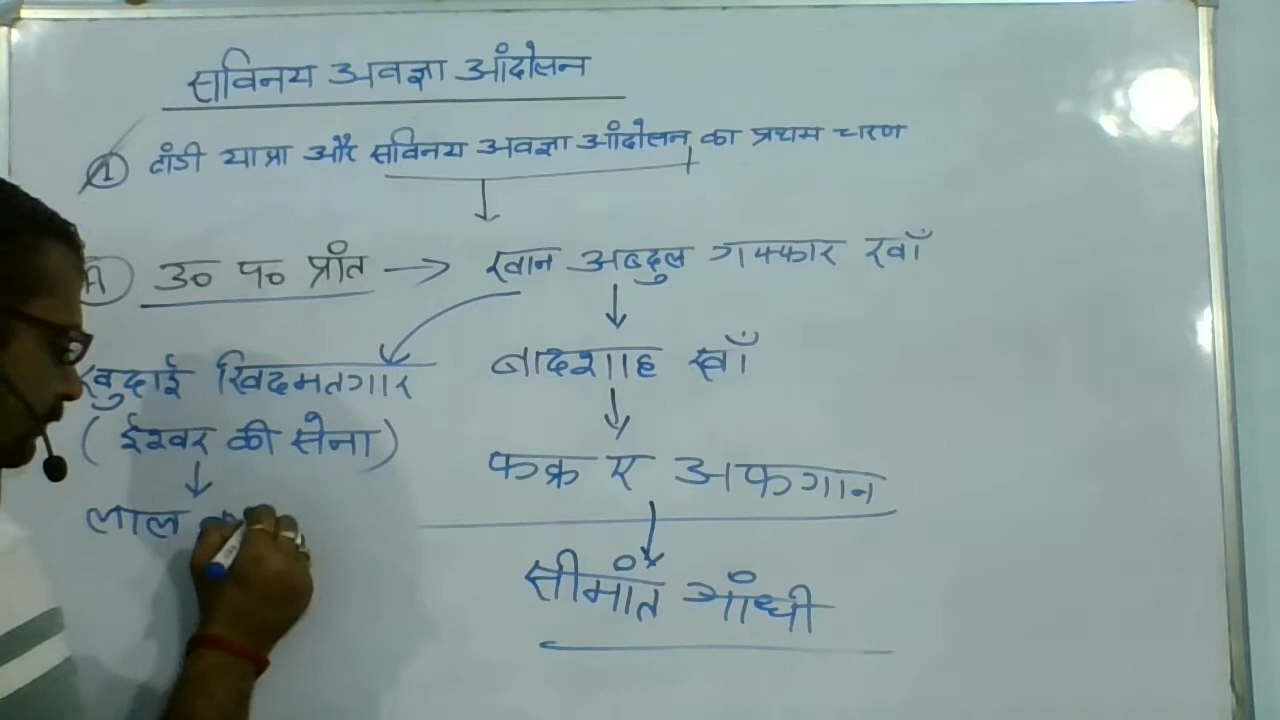 सविनय अवज्ञा आंदोलन
① दांडी यात्रा और सविनय अवज्ञा आंदोलन का प्रथम चरण
A उ० प० प्रांत → खान अब्दुल गफ्फार खाँ
खुदाई खिदमतगार
(ईश्वर की सेना)
लाल
बादशाह खाँ
फक्र ए अफगान
सीमांत गाँधी